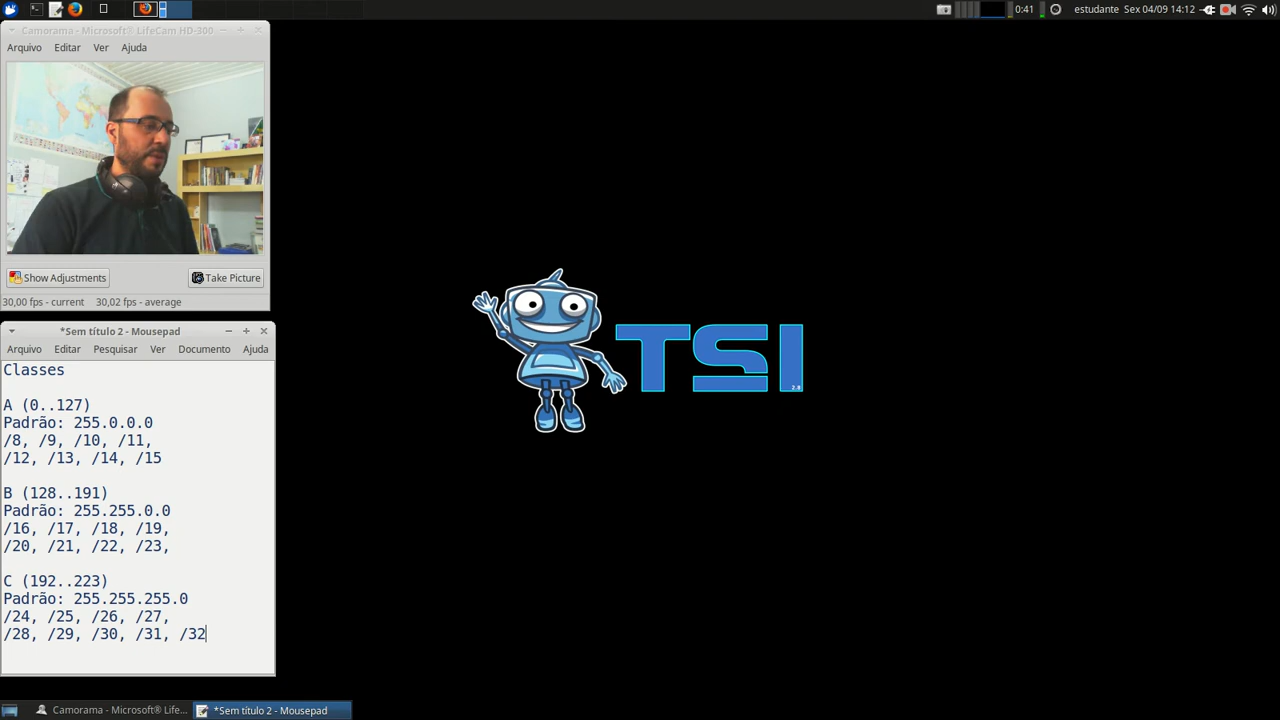 0:41
estudante Sex 04/09 14:12
Camorama - Microsoft® LifeCam HD-300
Arquivo Editar Ver Ajuda
Show Adjustments Take Picture
30,00 fps - current 30,02 fps - average
*Sem título 2 - Mousepad
Arquivo Editar Pesquisar Ver Documento Ajuda
Classes
A (0..127)
Padrão: 255.0.0.0
/8, /9, /10, /11,
/12, /13, /14, /15
B (128..191)
Padrão: 255.255.0.0
/16, /17, /18, /19,
/20, /21, /22, /23,
C (192..223)
Padrão: 255.255.255.0
/24, /25, /26, /27,
/28, /29, /30, /31, /32
TSI
Camorama - Microsoft® LifeC...
*Sem título 2 - Mousepad